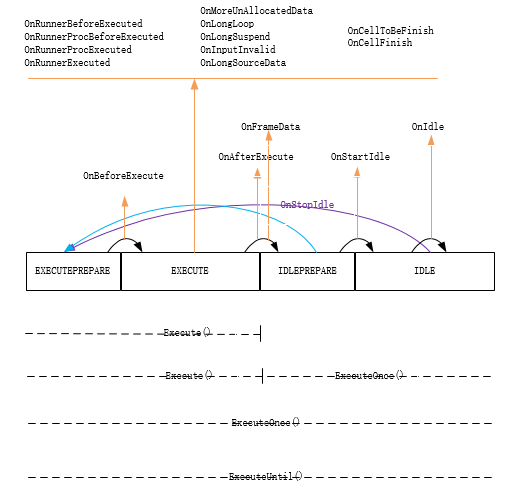 OnRunnerBeforeExecuted
OnRunnerProcBeforeExecuted
OnRunnerProcExecuted
OnRunnerExecuted
OnMoreUnAllocatedData
OnLongLoop
OnLongSuspend
OnInputInvalid
OnLongSourceData
OnCellToBeFinish
OnCellFinish
OnFrameData
OnIdle
OnAfterExecute
OnStartIdle
OnBeforeExecute
OnStopIdle
EXECUTEPREPARE
EXECUTE
IDLEPREPARE
IDLE
Execute()
Execute()
ExecuteOnce()
ExecuteOnce()
ExecuteUntil()